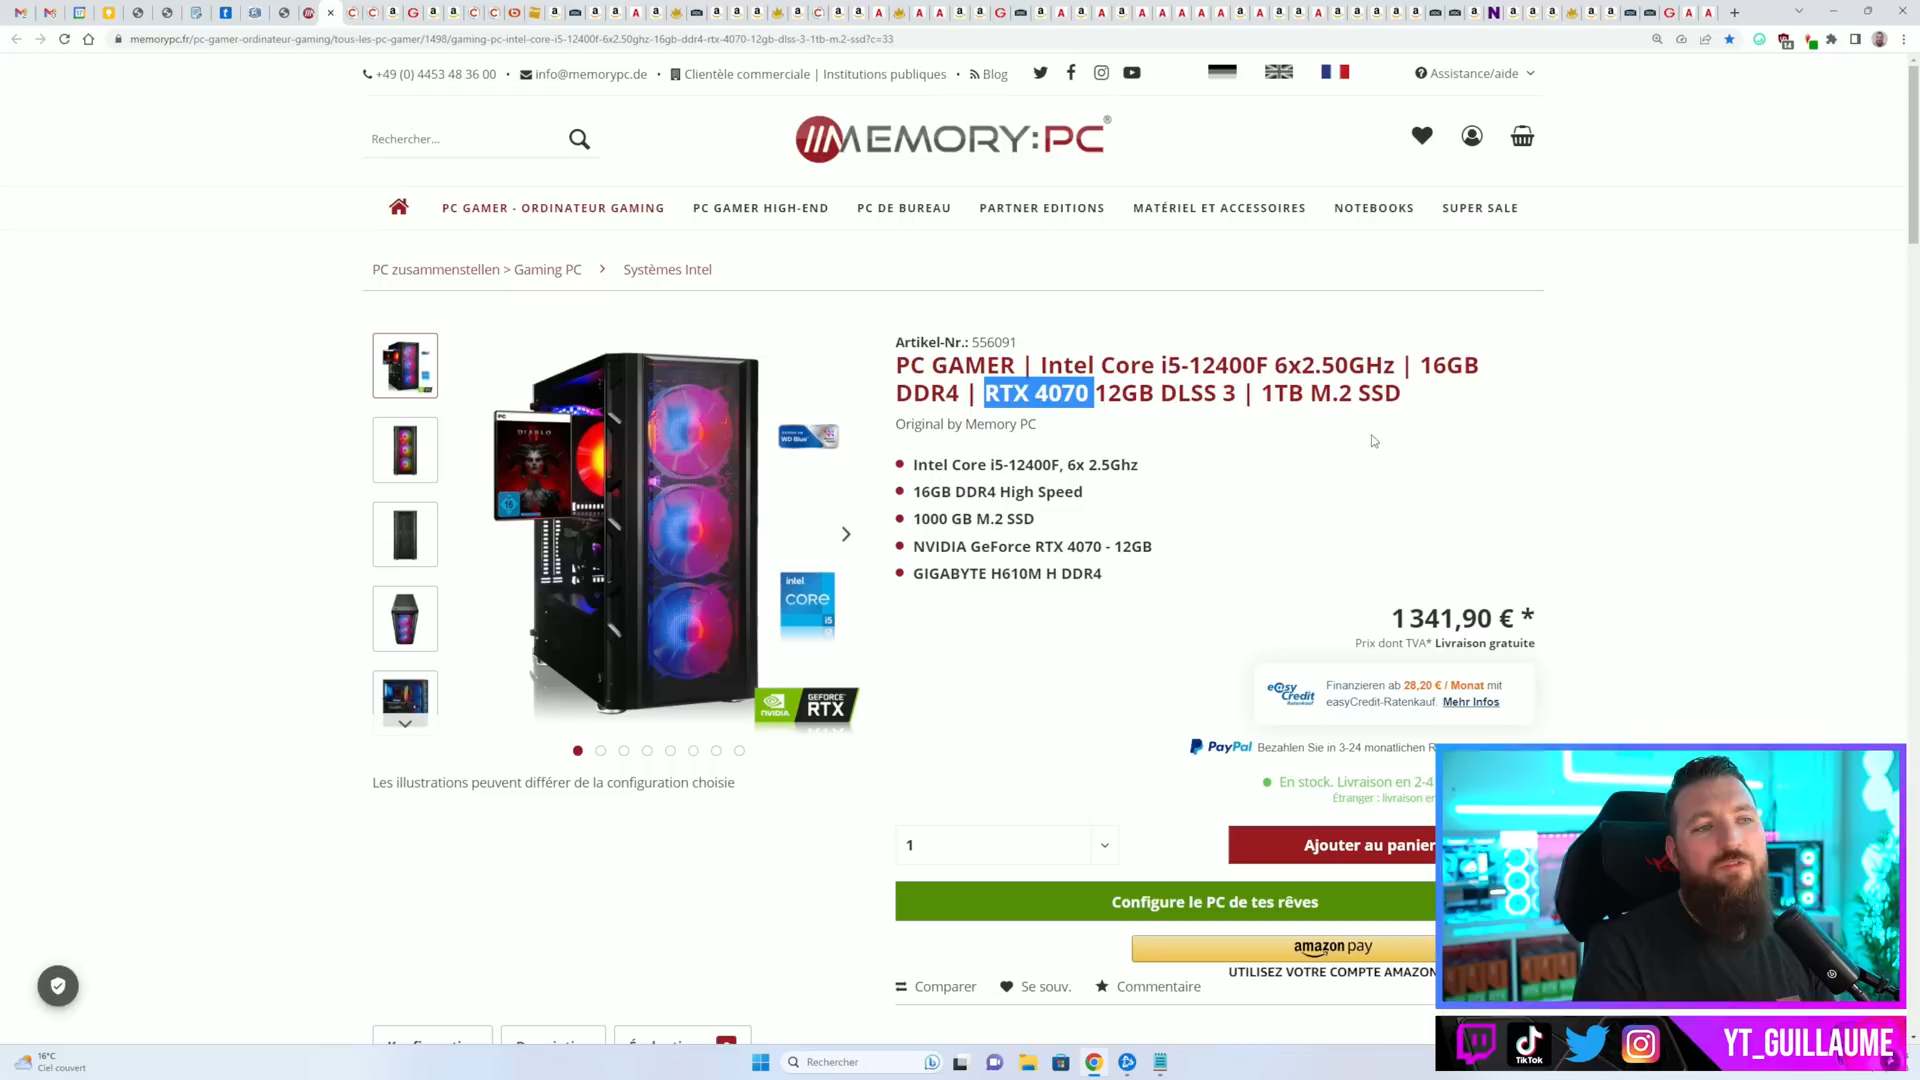 memorypc.fr/pc-gamer-ordinateur-gaming/tous-les-pc-gamer/1498/gaming-pc-intel-core-i5-12400f-6x2.50ghz-16gb-ddr4-rtx-4070-12gb-dlss-3-1tb-m.2-ssd?c=33
+49 (0) 4453 48 36 00 • info@memorypc.de • Clientèle commerciale | Institutions publiques • Blog
Assistance/aide
Rechercher...
MEMORY:PC®
PC GAMER - ORDINATEUR GAMING
PC GAMER HIGH-END
PC DE BUREAU
PARTNER EDITIONS
MATÉRIEL ET ACCESSOIRES
NOTEBOOKS
SUPER SALE
PC zusammenstellen > Gaming PC
Systèmes Intel
Artikel-Nr.: 556091
PC GAMER | Intel Core i5-12400F 6x2.50GHz | 16GB
DDR4 | RTX 4070 12GB DLSS 3 | 1TB M.2 SSD
Original by Memory PC
Intel Core i5-12400F, 6x 2.5Ghz
16GB DDR4 High Speed
1000 GB M.2 SSD
NVIDIA GeForce RTX 4070 - 12GB
GIGABYTE H610M H DDR4
PC
DIABLO
16
WD Blue
intel
CORE
i5
NVIDIA
GEFORCE
RTX
1 341,90 € *
Prix dont TVA* Livraison gratuite
easyCredit
Ratenkauf
Finanzieren ab 28,20 € / Monat mit
easyCredit-Ratenkauf. Mehr Infos
PayPal Bezahlen Sie in 3-24 monatlichen R
En stock. Livraison en 2-4
Étranger : livraison en
Les illustrations peuvent différer de la configuration choisie
1
Ajouter au panier
Configure le PC de tes rêves
amazon pay
UTILISEZ VOTRE COMPTE AMAZON
Comparer
Se souv.
Commentaire
16°C
Ciel couvert
Rechercher
TikTok
YT_GUILLAUME